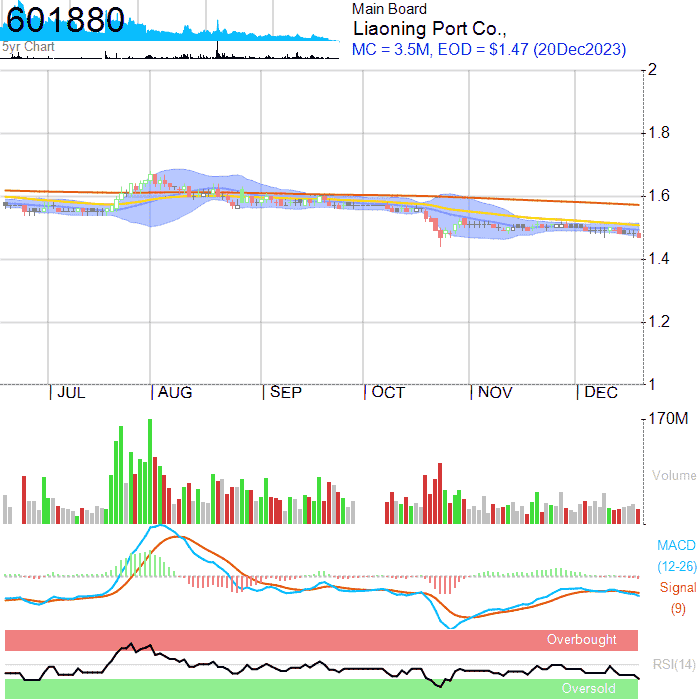 601880
5yr Chart
Main Board
Liaoning Port Co.,
MC = 3.5M, EOD = $1.47 (20Dec2023)
2
1.8
1.6
1.4
1.2
1
JUL AUG SEP OCT NOV DEC
170M
Volume
MACD
(12-26)
Signal
(9)
Overbought
RSI(14)
Oversold